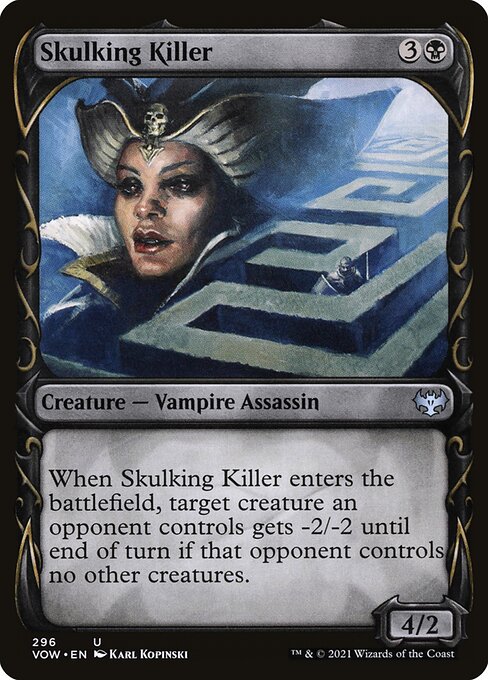 Skulking Killer 3
Creature — Vampire Assassin
When Skulking Killer enters the
battlefield, target creature an
opponent controls gets -2/-2 until
end of turn if that opponent controls
no other creatures.
4/2
296 U
VOW • EN Karl Kopinski ™ & © 2021 Wizards of the Coast